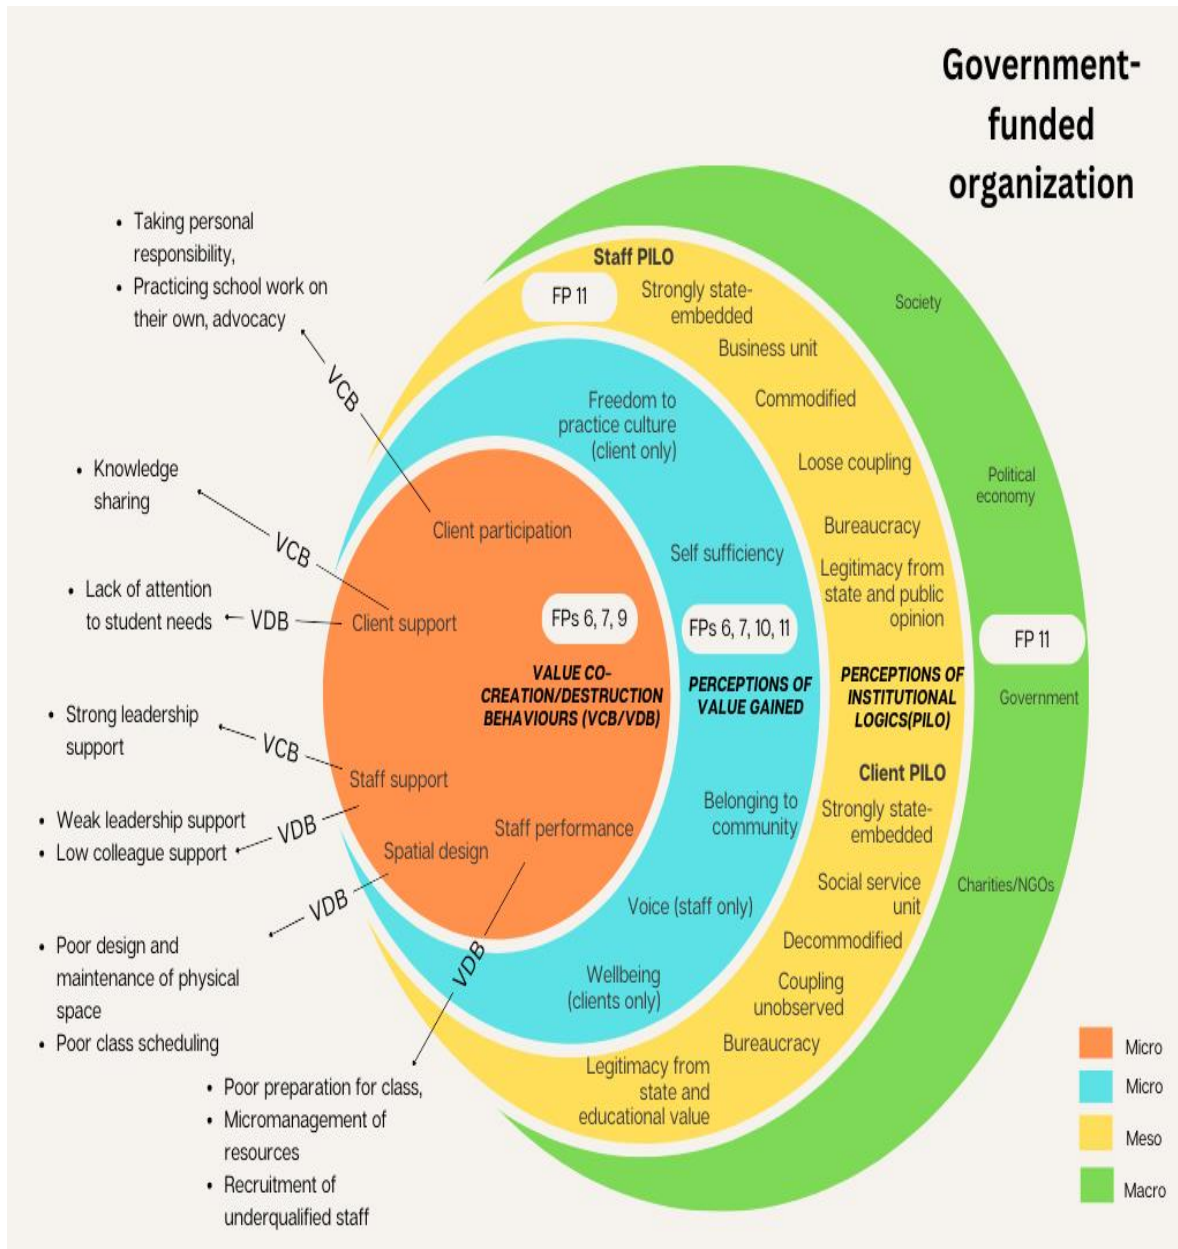 Government-
funded
organization
• Taking personal
responsibility,
• Practicing school work on
their own, advocacy
VCB
• Knowledge
sharing
VCB
• Lack of attention
to student needs
VDB
• Strong leadership
support
VCB
• Weak leadership support
• Low colleague support
VDB
VDB
• Poor design and
maintenance of physical
space
• Poor class scheduling
VDB
• Poor preparation for class,
• Micromanagement of
resources
• Recruitment of
underqualified staff
Client participation
Client support
FPs 6, 7, 9
VALUE CO-
CREATION/DESTRUCTION
BEHAVIOURS (VCB/VDB)
Staff support
Staff performance
Spatial design
Freedom to
practice culture
(client only)
Self sufficiency
FPs 6, 7, 10, 11
PERCEPTIONS OF
VALUE GAINED
Belonging to
community
Voice (staff only)
Wellbeing
(clients only)
Staff PILO
FP 11
Strongly state-
embedded
Business unit
Commodified
Loose coupling
Bureaucracy
Legitimacy from
state and public
opinion
PERCEPTIONS OF
INSTITUTIONAL
LOGICS(PILO)
Client PILO
Strongly state-
embedded
Social service
unit
Decommodified
Coupling
unobserved
Bureaucracy
Legitimacy from
state and
educational value
Society
Political
economy
FP 11
Government
Charities/NGOs
Micro
Micro
Meso
Macro